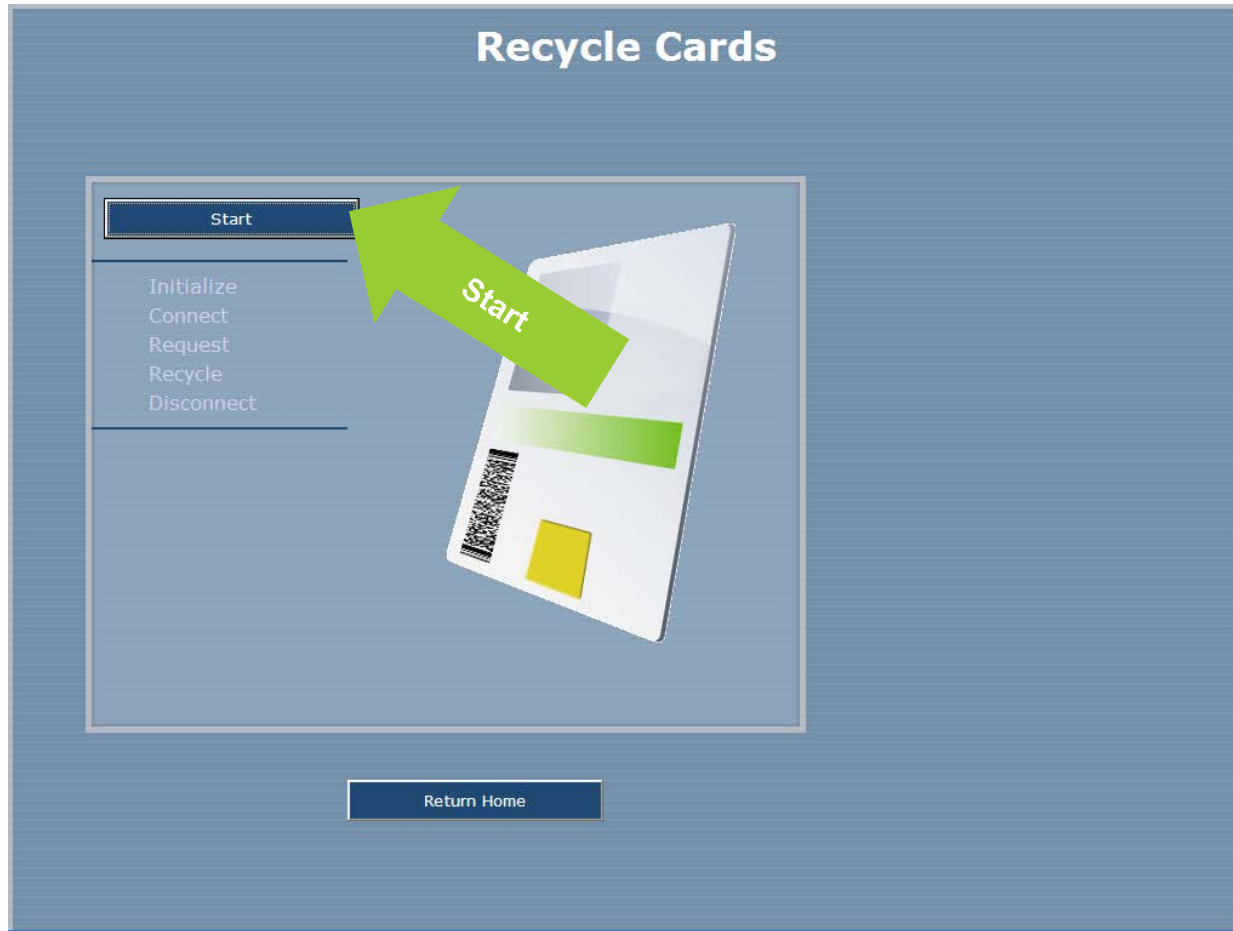 Recycle Cards
Start
Start
Initialize
Connect
Request
Recycle
Disconnect
Return Home